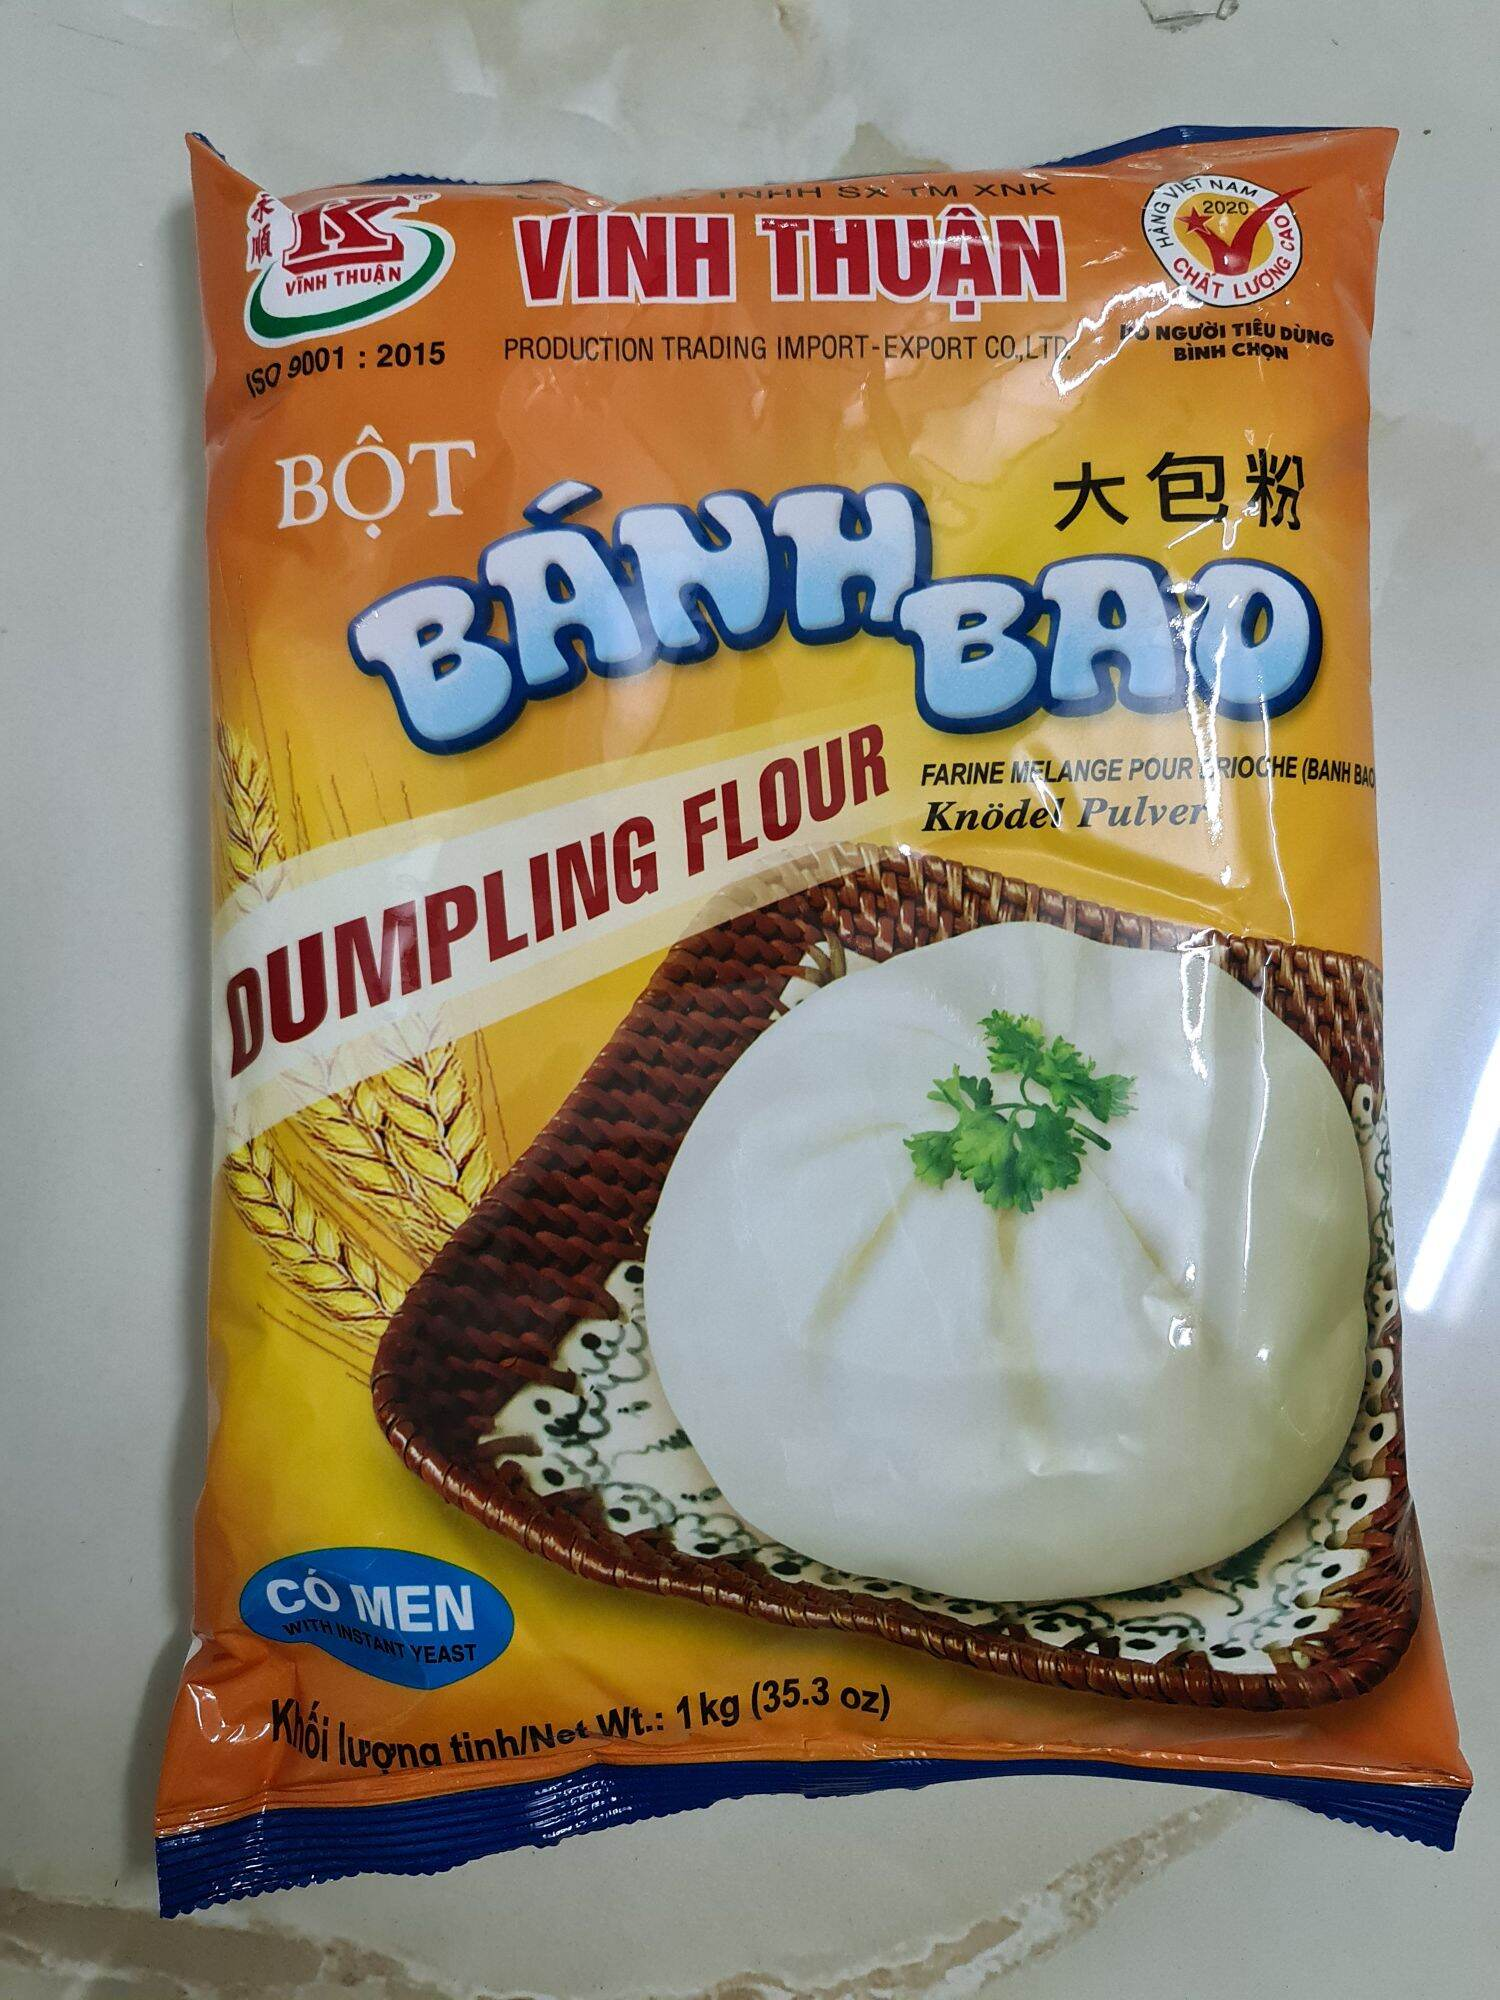 TNHH SX TM XNK
永順
K®
VĨNH THUẬN
ISO 9001 : 2015
VĨNH THUẬN
PRODUCTION TRADING IMPORT-EXPORT CO.,LTD.
HÀNG VIỆT NAM
2020
CHẤT LƯỢNG CAO
DO NGƯỜI TIÊU DÙNG
BÌNH CHỌN
BỘT
大包粉
BÁNH BAO
DUMPLING FLOUR
FARINE MELANGE POUR BRIOCHE (BANH BAO
Knödel Pulver
CÓ MEN
WITH INSTANT YEAST
Khối lượng tịnh/Net Wt.: 1kg (35.3 oz)